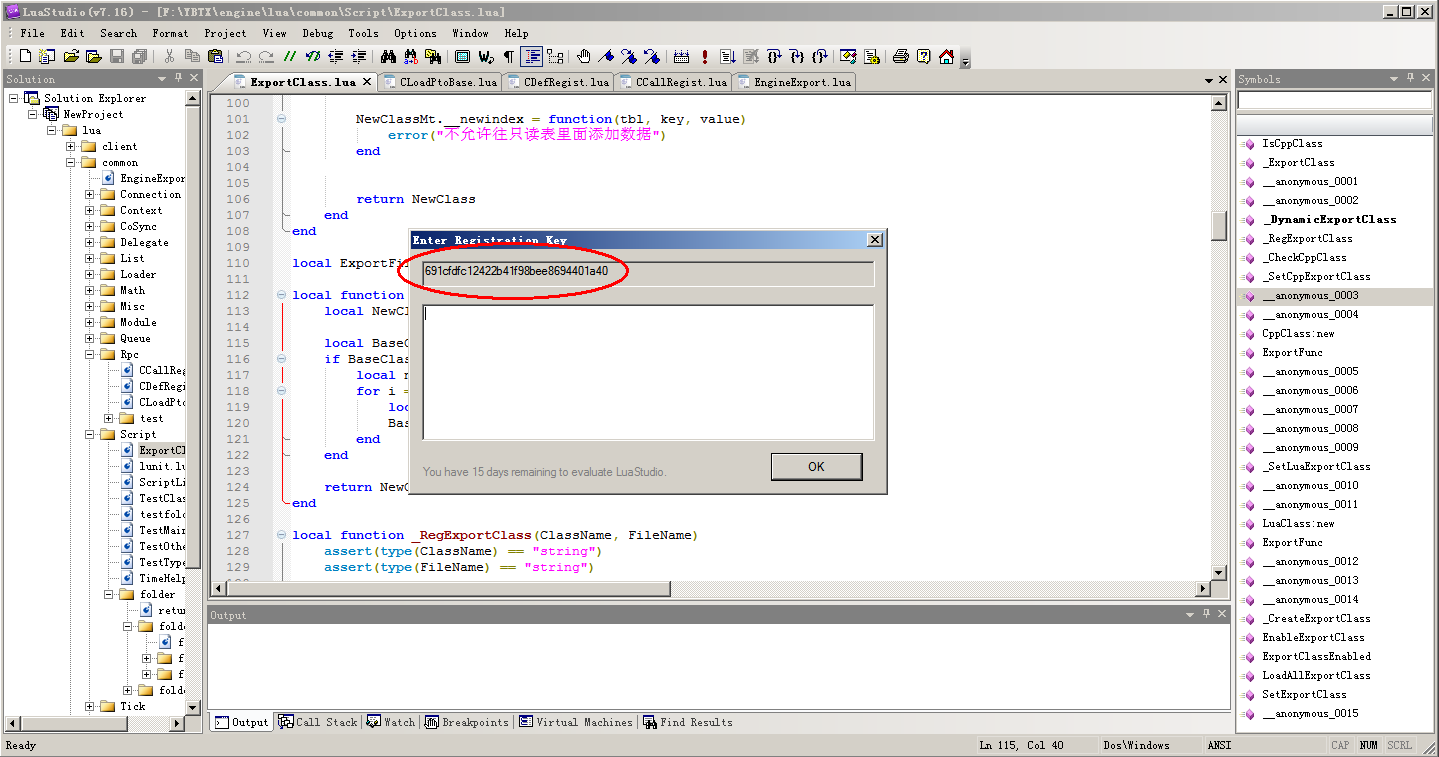 LuaStudio(v7.16) - [F:\YBTX\engine\lua\common\Script\ExportClass.lua]
File Edit Search Format Project View Debug Tools Options Window Help
Solution
Solution Explorer
NewProject
lua
client
common
EngineExpor
Connection
Context
CoSync
Delegate
List
Loader
Math
Misc
Module
Queue
Rpc
CCallReg
CDefRegi
CLoadPto
test
Script
ExportCl
lunit.lu
ScriptLi
TestClas
testfold
TestMain
TestOthe
TestType
TimeHelp
folder
retu
fold
f
f
f
fold
Tick
ExportClass.lua CLoadPtoBase.lua CDefRegist.lua CCallRegist.lua EngineExport.lua
100
101 NewClassMt.__newindex = function(tbl, key, value)
102 error("不允许往只读表里面添加数据")
103 end
104
105
106 return NewClass
107 end
108 end
109
110 local ExportFi
111
112 local function
113 local NewCl
114
115 local BaseC
116 if BaseClas
117 local n
118 for i =
119 loc
120 Bas
121 end
122 end
123
124 return NewC
125 end
126
127 local function _RegExportClass(ClassName, FileName)
128 assert(type(ClassName) == "string")
129 assert(type(FileName) == "string")
Enter Registration Key
691cfdfc12422b41f98bee8694401a40
You have 15 days remaining to evaluate LuaStudio.
OK
Output
Output Call Stack Watch Breakpoints Virtual Machines Find Results
Symbols
IsCppClass
_ExportClass
__anonymous_0001
__anonymous_0002
_DynamicExportClass
_RegExportClass
_CheckCppClass
_SetCppExportClass
__anonymous_0003
__anonymous_0004
CppClass:new
ExportFunc
__anonymous_0005
__anonymous_0006
__anonymous_0007
__anonymous_0008
__anonymous_0009
_SetLuaExportClass
__anonymous_0010
__anonymous_0011
LuaClass:new
ExportFunc
__anonymous_0012
__anonymous_0013
__anonymous_0014
_CreateExportClass
EnableExportClass
ExportClassEnabled
LoadAllExportClass
SetExportClass
__anonymous_0015
Ready Ln 115, Col 40 Dos\Windows ANSI CAP NUM SCRL